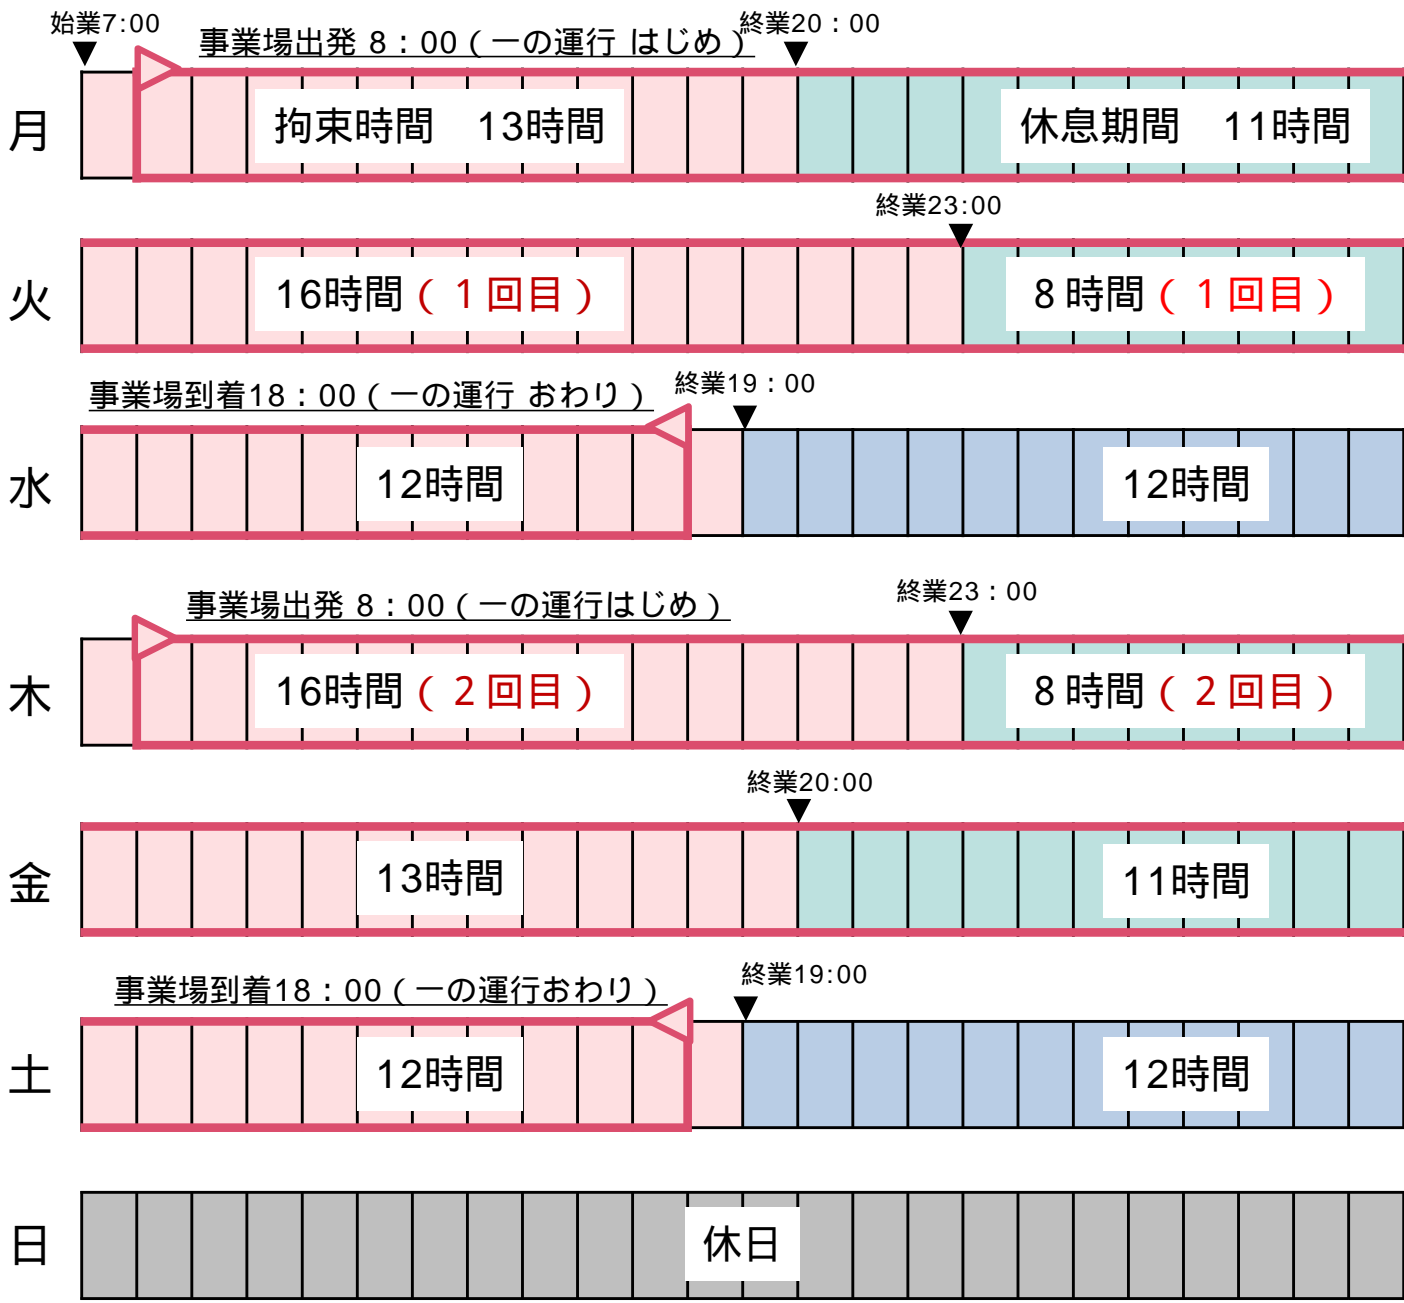 始業7:00
事業場出発 8：00（一の運行 はじめ）
終業20：00
月
拘束時間　13時間
休息期間　11時間
終業23:00
火
16時間（１回目）
８時間（１回目）
事業場到着18：00（一の運行 おわり）
終業19：00
水
12時間
12時間
事業場出発 8：00（一の運行はじめ）
終業23：00
木
16時間（２回目）
８時間（２回目）
終業20:00
金
13時間
11時間
事業場到着18：00（一の運行おわり）
終業19:00
土
12時間
12時間
日
休日